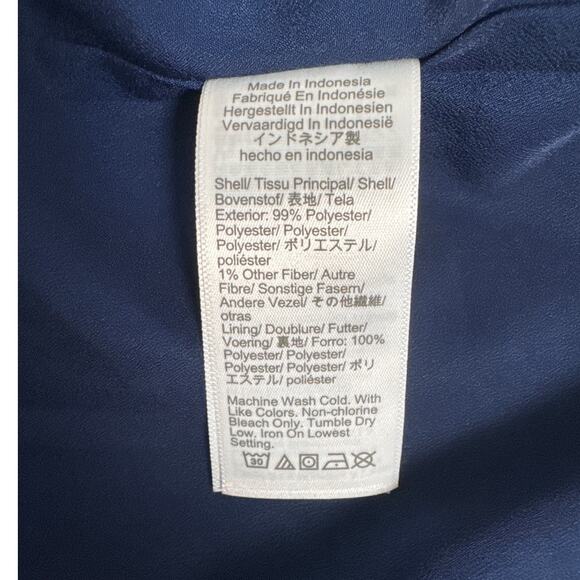 Made In Indonesia
Fabriqué En Indonésie
Hergestellt In Indonesien
Vervaardigd In Indonesië
インドネシア製
hecho en indonesia
Shell/ Tissu Principal/ Shell/
Bovenstof/ 表地/ Tela
Exterior: 99% Polyester/
Polyester/ Polyester/
Polyester/ ポリエステル/
poliéster
1% Other Fiber/ Autre
Fibre/ Sonstige Fasern/
Andere Vezel/ その他繊維/
otras
Lining/ Doublure/ Futter/
Voering/ 裏地/ Forro: 100%
Polyester/ Polyester/
Polyester/ Polyester/ ポリ
エステル/ poliéster
Machine Wash Cold. With
Like Colors. Non-chlorine
Bleach Only. Tumble Dry
Low. Iron On Lowest
Setting.
30